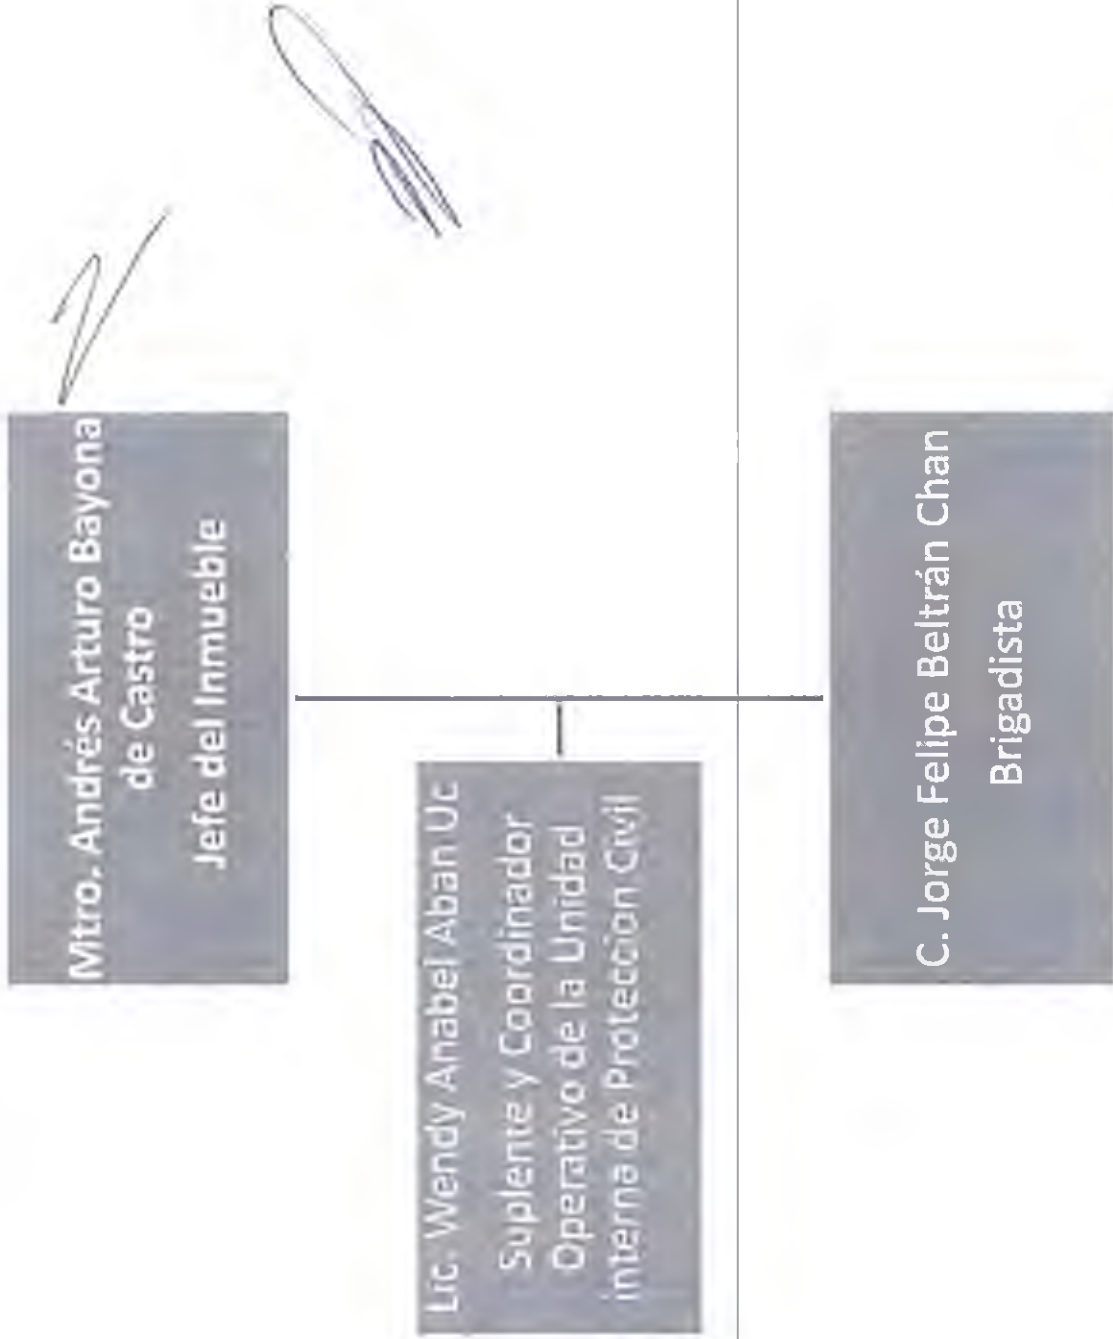 Mtro. Andrés Arturo Bayona
de Castro
Jefe del Inmueble
Lic. Wendy Anabel Aban Uc
Suplente y Coordinador
Operativo de la Unidad
interna de Protección Civil
C. Jorge Felipe Beltrán Chan
Brigadista